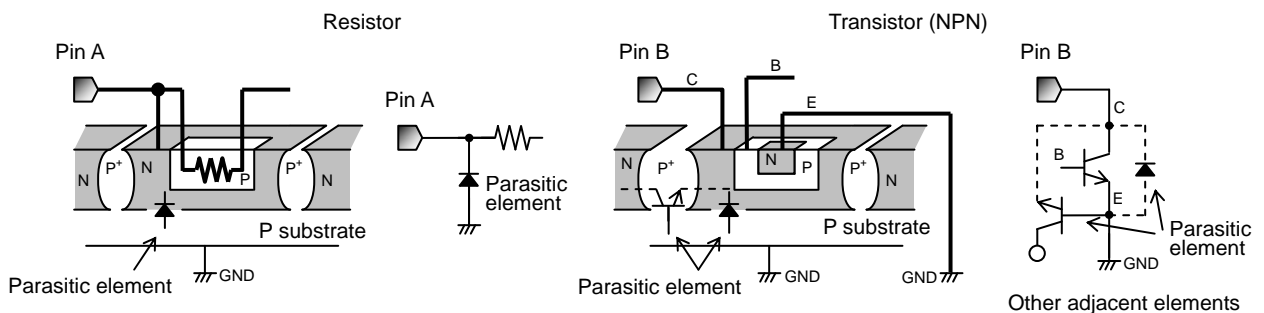 Resistor
Pin A
N
P+
N
P
P+
N
Parasitic element
GND
P substrate
Pin A
Parasitic
element
Transistor (NPN)
Pin B
C
B
E
N
P+
N
P
P+
N
P substrate
Parasitic element
GND
GND
Pin B
C
B
E
Parasitic
element
GND
Other adjacent elements